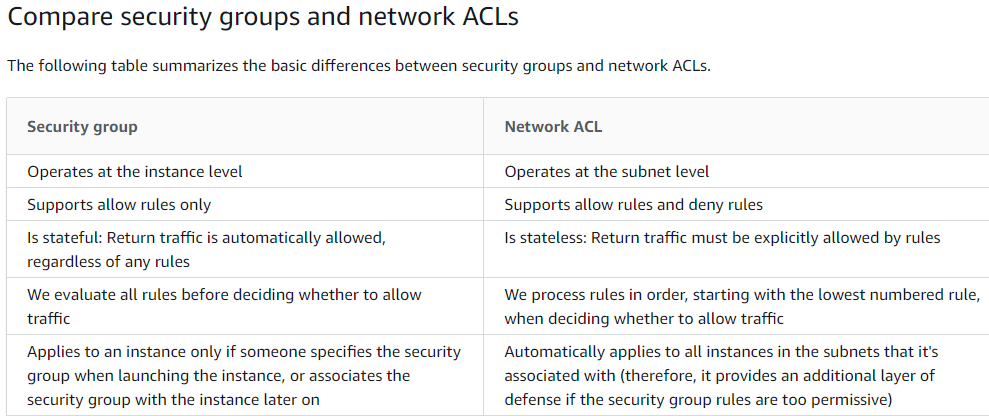 Compare security groups and network ACLs
The following table summarizes the basic differences between security groups and network ACLs.
Security group
Network ACL
Operates at the instance level
Operates at the subnet level
Supports allow rules only
Supports allow rules and deny rules
Is stateful: Return traffic is automatically allowed,
regardless of any rules
Is stateless: Return traffic must be explicitly allowed by rules
We evaluate all rules before deciding whether to allow
traffic
We process rules in order, starting with the lowest numbered rule,
when deciding whether to allow traffic
Applies to an instance only if someone specifies the security
group when launching the instance, or associates the
security group with the instance later on
Automatically applies to all instances in the subnets that it's
associated with (therefore, it provides an additional layer of
defense if the security group rules are too permissive)